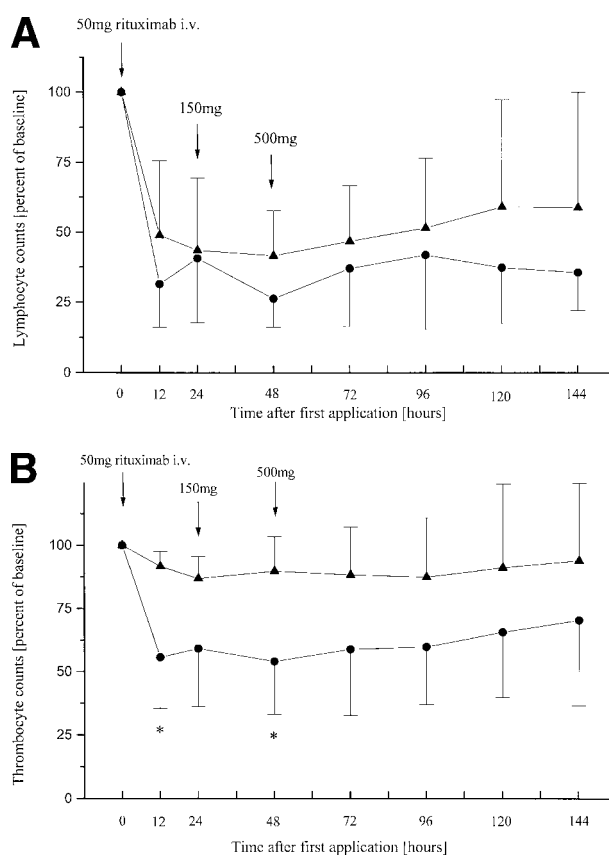 A
50mg rituximab i.v.
150mg
500mg
100
75
50
25
0
Lymphocyte counts [percent of baseline]
0 12 24 48 72 96 120 144
Time after first application [hours]
B
50mg rituximab i.v.
150mg
500mg
100
75
50
25
0
Thrombocyte counts [percent of baseline]
* *
0 12 24 48 72 96 120 144
Time after first application [hours]